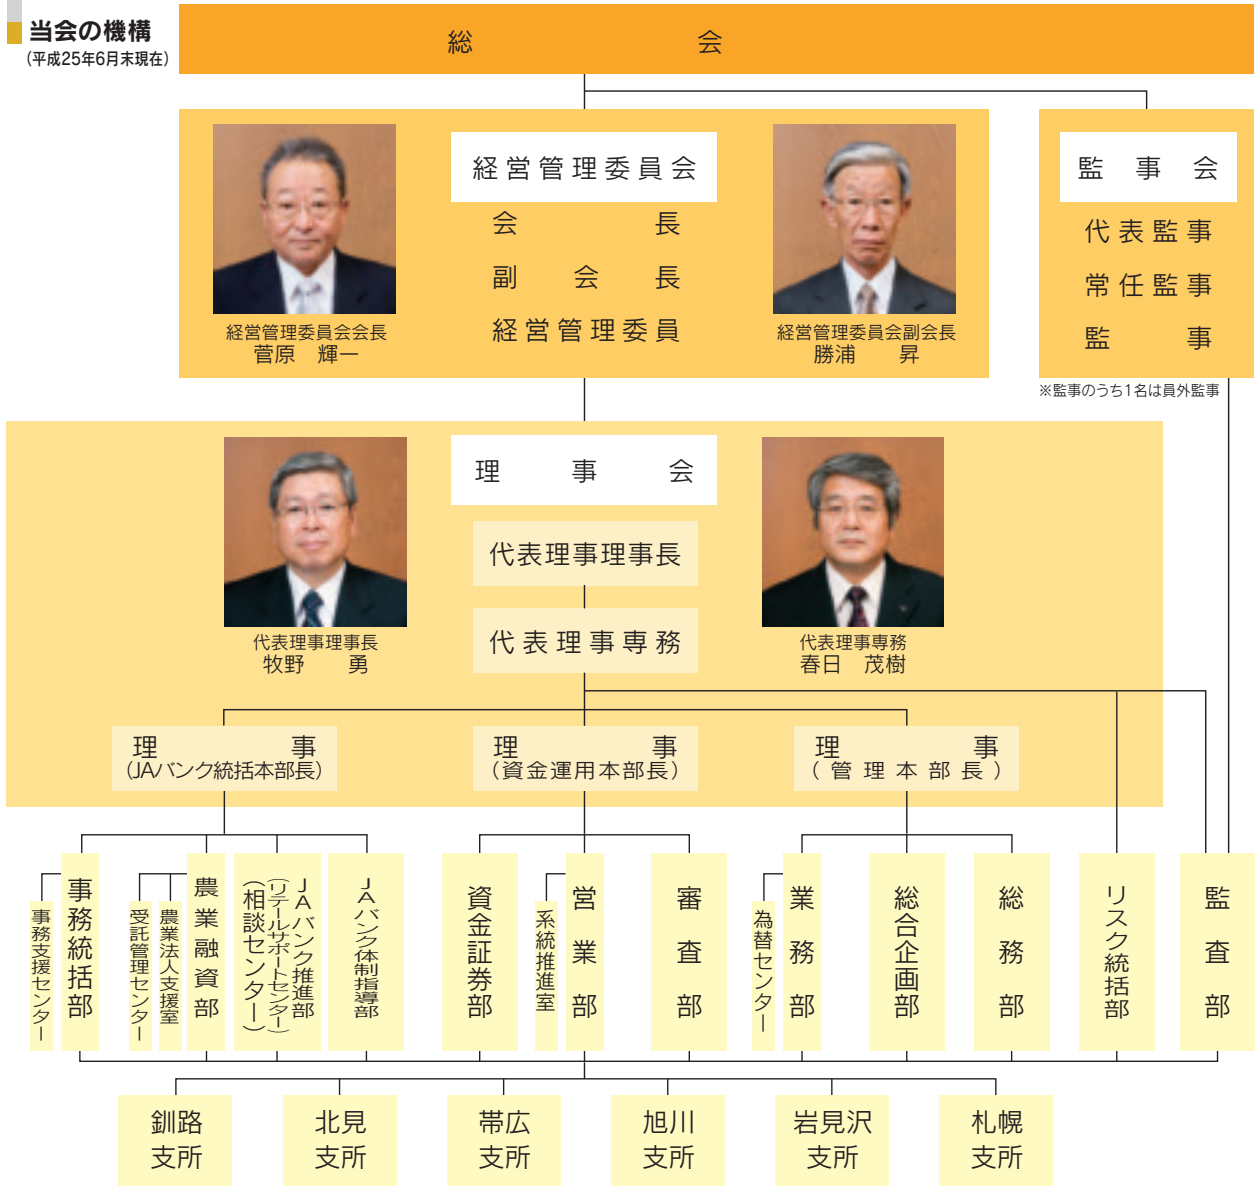 当会の機構
(平成25年6月末現在)
総　会
経営管理委員会
会長
副会長
経営管理委員
経営管理委員会会長
菅原　輝一
経営管理委員会副会長
勝浦　昇
監事会
代表監事
常任監事
監事
※監事のうち1名は員外監事
理事会
代表理事理事長
代表理事専務
代表理事理事長
牧野　勇
代表理事専務
春日　茂樹
理事
(JAバンク統括本部長)
理事
(資金運用本部長)
理事
(管理本部長)
事務支援センター
事務統括部
受託管理センター
農業法人支援室
農業融資部
JAバンク推進部
(リテールサポートセンター)
(相談センター)
JAバンク体制指導部
資金証券部
系統推進室
営業部
審査部
為替センター
業務部
総合企画部
総務部
リスク統括部
監査部
釧路
支所
北見
支所
帯広
支所
旭川
支所
岩見沢
支所
札幌
支所